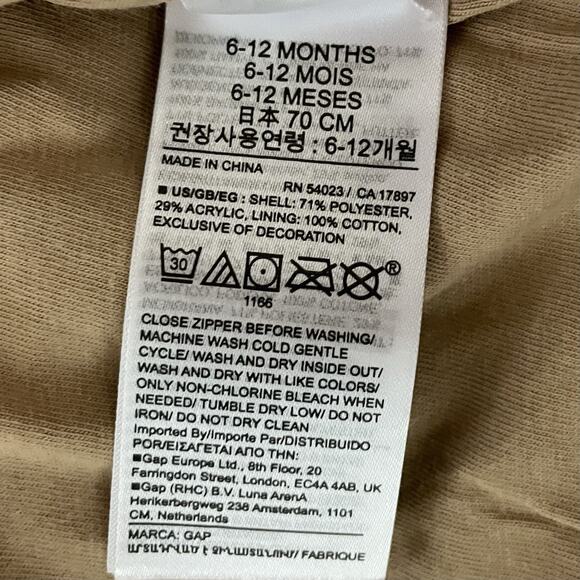 6-12 MONTHS
6-12 MOIS
6-12 MESES
日本 70 CM
권장사용연령 : 6-12개월
MADE IN CHINA
RN 54023 / CA 17897
■ US/GB/EG : SHELL: 71% POLYESTER,
29% ACRYLIC, LINING: 100% COTTON,
EXCLUSIVE OF DECORATION
30
®
1166
CLOSE ZIPPER BEFORE WASHING/
MACHINE WASH COLD GENTLE
CYCLE/ WASH AND DRY INSIDE OUT/
WASH AND DRY WITH LIKE COLORS/
ONLY NON-CHLORINE BLEACH WHEN
NEEDED/ TUMBLE DRY LOW/ DO NOT
IRON/ DO NOT DRY CLEAN
Imported By/Importe Par/DISTRIBUIDO
POR/ΕΙΣΑΓΕΤΑΙ ΑΠΟ ΤΗΝ:
■Gap Europe Ltd., 8th Floor, 20
Farringdon Street, London, EC4A 4AB, UK
■Gap (RHC) B.V. Luna ArenA
Herikerbergweg 238 Amsterdam, 1101
CM, Netherlands
MARCA: GAP
FABRIQUE